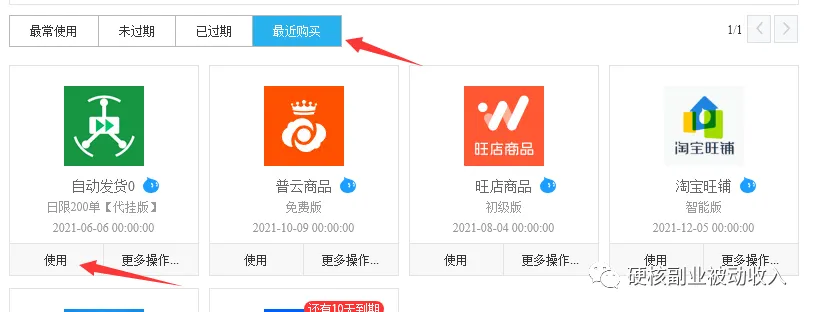 最常使用 未过期 已过期 最近购买 1/1
旺店商品 淘宝旺铺
自动发货0 普云商品 旺店商品 淘宝旺铺
日限200单【代挂版】 免费版 初级版 智能版
2021-06-06 00:00:00 2021-10-09 00:00:00 2021-08-04 00:00:00 2021-12-05 00:00:00
使用 更多操作... 使用 更多操作... 使用 更多操作... 使用 更多操作...
硬核副业被动收入
还有10天到期